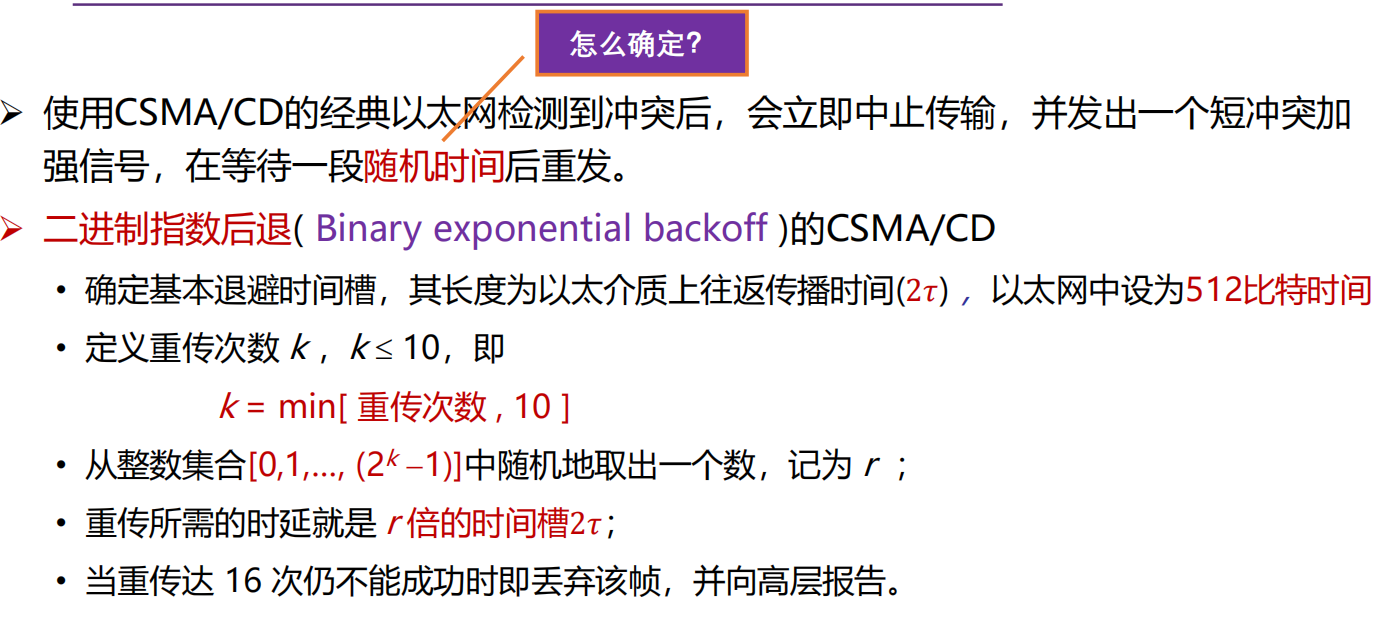 怎么确定?
➢ 使用CSMA/CD的经典以太网检测到冲突后，会立即中止传输，并发出一个短冲突加
强信号，在等待一段随机时间后重发。
➢ 二进制指数后退( Binary exponential backoff )的CSMA/CD
• 确定基本退避时间槽，其长度为以太介质上往返传播时间(2τ) ，以太网中设为512比特时间
• 定义重传次数 k ，k ≤ 10，即
k = min[ 重传次数 , 10 ]
• 从整数集合[0,1,…, (2ᵏ –1)]中随机地取出一个数，记为 r ；
• 重传所需的时延就是 r 倍的时间槽2τ；
• 当重传达 16 次仍不能成功时即丢弃该帧，并向高层报告。